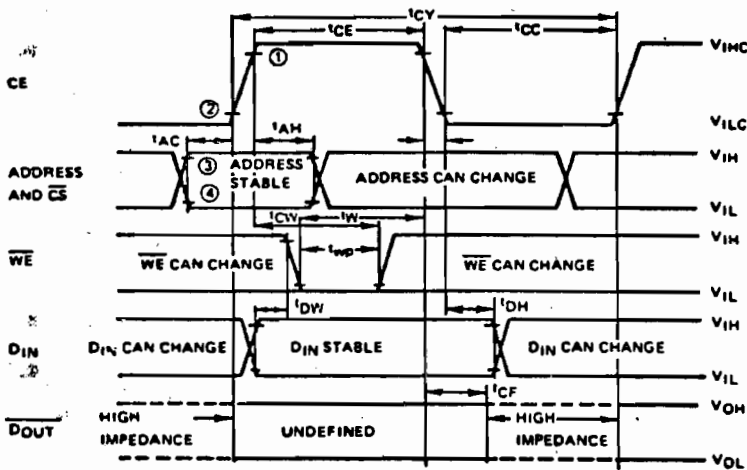 tCY
tCE
tCC
CE
①
②
VIHC
VILC
tAC
tAH
ADDRESS
AND CS
③ ADDRESS
④ STABLE
ADDRESS CAN CHANGE
VIH
VIL
tCW
tW
tWP
WE
WE CAN CHANGE
WE CAN CHANGE
VIH
VIL
tDW
tDH
DIN
DIN CAN CHANGE
DIN STABLE
DIN CAN CHANGE
VIH
VIL
tCF
DOUT
HIGH
IMPEDANCE
UNDEFINED
HIGH
IMPEDANCE
VOH
VOL